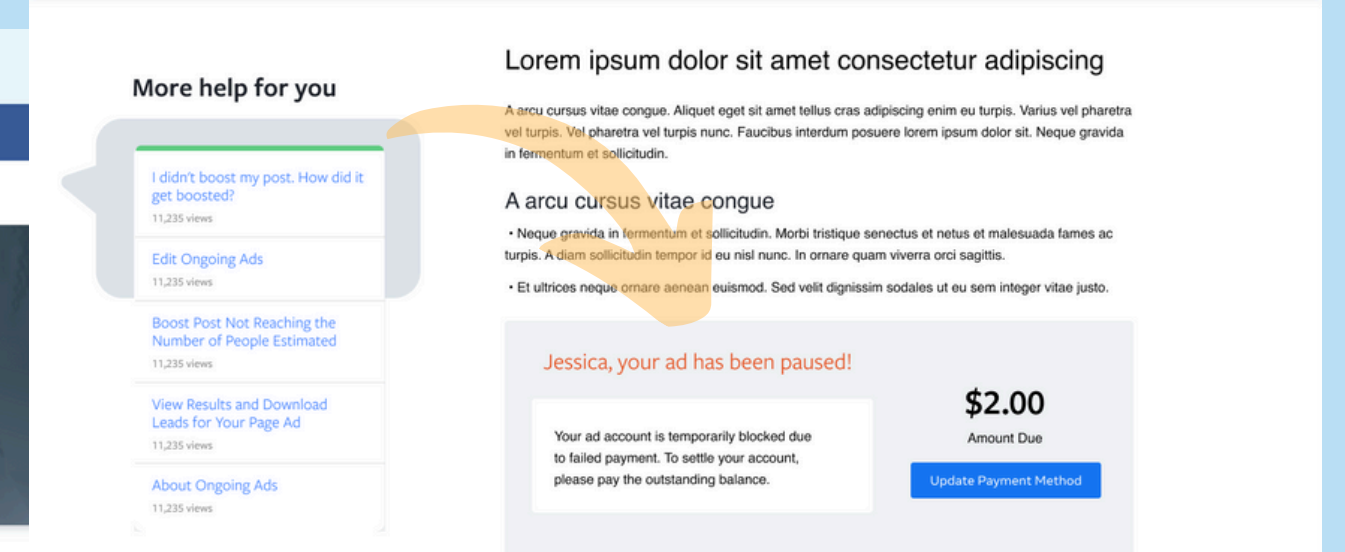 More help for you
I didn't boost my post. How did it
get boosted?
11,235 views
Edit Ongoing Ads
11,235 views
Boost Post Not Reaching the
Number of People Estimated
11,235 views
View Results and Download
Leads for Your Page Ad
11,235 views
About Ongoing Ads
11,235 views
Lorem ipsum dolor sit amet consectetur adipiscing
A arcu cursus vitae congue. Aliquet eget sit amet tellus cras adipiscing enim eu turpis. Varius vel pharetra
vel turpis. Vel pharetra vel turpis nunc. Faucibus interdum posuere lorem ipsum dolor sit. Neque gravida
in fermentum et sollicitudin.
A arcu cursus vitae congue
• Neque gravida in fermentum et sollicitudin. Morbi tristique senectus et netus et malesuada fames ac
turpis. A diam sollicitudin tempor id eu nisl nunc. In ornare quam viverra orci sagittis.
• Et ultrices neque ornare aenean euismod. Sed velit dignissim sodales ut eu sem integer vitae justo.
Jessica, your ad has been paused!
Your ad account is temporarily blocked due
to failed payment. To settle your account,
please pay the outstanding balance.
$2.00
Amount Due
Update Payment Method